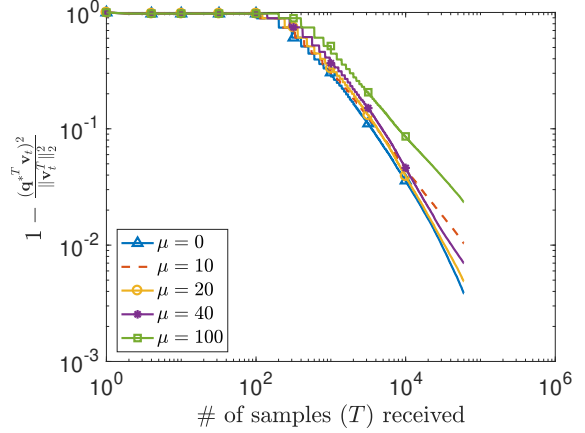 10^0
10^-1
10^-2
10^-3
1 − (q*^T v_t)^2 / ||v_t^T||_2^2
μ = 0
μ = 10
μ = 20
μ = 40
μ = 100
10^0 10^2 10^4 10^6
# of samples (T) received